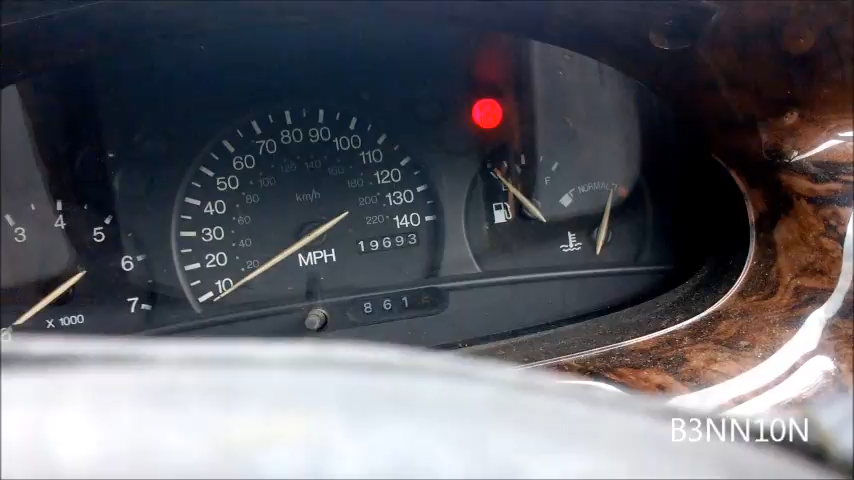 3 4 5 6 7
X 1000
10 20 30 40 50 60 70 80 90 100 110 120 130 140
20 40 60 80 100 120 140 160 180 200 220
km/h
MPH
19693
861
F
NORMAL
B3NN10N